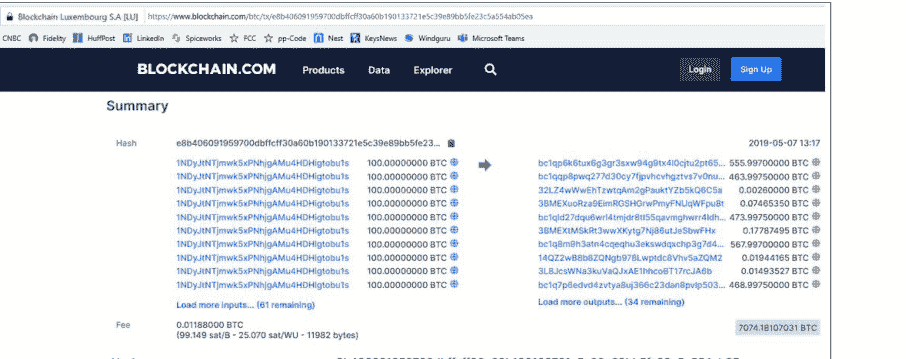 Blockchain Luxembourg S.A [LU] https://www.blockchain.com/btc/tx/e8b406091959700dbffcff30a60b190133721e5c39e89bb5fe23c5a554ab05ea
CNBC Fidelity HuffPost LinkedIn Spiceworks FCC pp-Code Nest KeysNews Windguru Microsoft Teams
BLOCKCHAIN.COM Products Data Explorer Login Sign Up
Summary
Hash e8b406091959700dbffcff30a60b190133721e5c39e89bb5fe23... 2019-05-07 13:17
1NDyJtNTjmwk5xPNhjgAMu4HDHigtobu1s 100.00000000 BTC bc1qp6k6tux6g3gr3sxw94g9tx4l0cjtu2pt65... 555.99700000 BTC
1NDyJtNTjmwk5xPNhjgAMu4HDHigtobu1s 100.00000000 BTC bc1qqp8pwq277d30cy7fjpvhcvhgztvs7v0nu... 463.99750000 BTC
1NDyJtNTjmwk5xPNhjgAMu4HDHigtobu1s 100.00000000 BTC 32LZ4wWwEhTzwtqAm2gPauktYZb5kQ6C5a 0.00260000 BTC
1NDyJtNTjmwk5xPNhjgAMu4HDHigtobu1s 100.00000000 BTC 3BMEXuoRza9EimRGSHGrwPmyFNUqWFpu8t 0.07465350 BTC
1NDyJtNTjmwk5xPNhjgAMu4HDHigtobu1s 100.00000000 BTC bc1qld27dqu6wrl4tmjdr8tl55qavmghwrr4ldh... 473.99750000 BTC
1NDyJtNTjmwk5xPNhjgAMu4HDHigtobu1s 100.00000000 BTC 3BMEXtMSkRt3wwXKytg7Nj86utJeSbwFHx 0.17787495 BTC
1NDyJtNTjmwk5xPNhjgAMu4HDHigtobu1s 100.00000000 BTC bc1q8m9h3atn4cqeqhu3ekswdqxchp3g7d4... 567.99700000 BTC
1NDyJtNTjmwk5xPNhjgAMu4HDHigtobu1s 100.00000000 BTC 14QZ2wB8b8ZQNgb978Lwptdc8VhvSaZQM2 0.01944165 BTC
1NDyJtNTjmwk5xPNhjgAMu4HDHigtobu1s 100.00000000 BTC 3L8JcsWNa3kuVaQJxAE1hhco9T17rcJA6b 0.01493527 BTC
1NDyJtNTjmwk5xPNhjgAMu4HDHigtobu1s 100.00000000 BTC bc1q7p6edvd4zvtya8uj366c23dan8pvlp503... 468.99750000 BTC
Load more inputs... (61 remaining) Load more outputs... (34 remaining)
Fee 0.01188000 BTC 7074.18107031 BTC
(99.149 sat/B - 25.070 sat/WU - 11982 bytes)